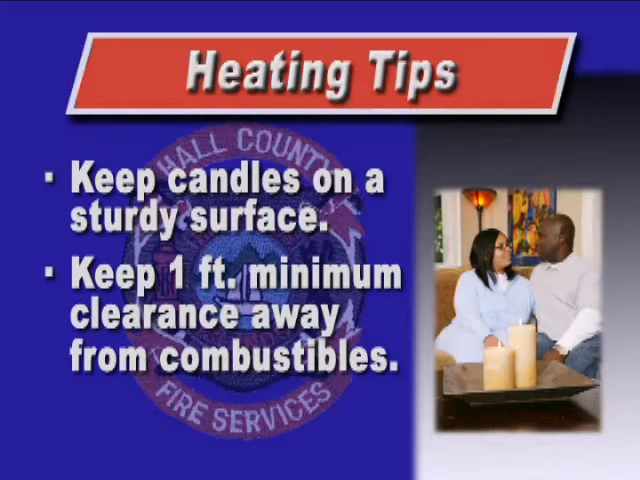 Heating Tips
HALL COUNTY
· Keep candles on a
sturdy surface.
· Keep 1 ft. minimum
clearance away
from combustibles.
FIRE SERVICES